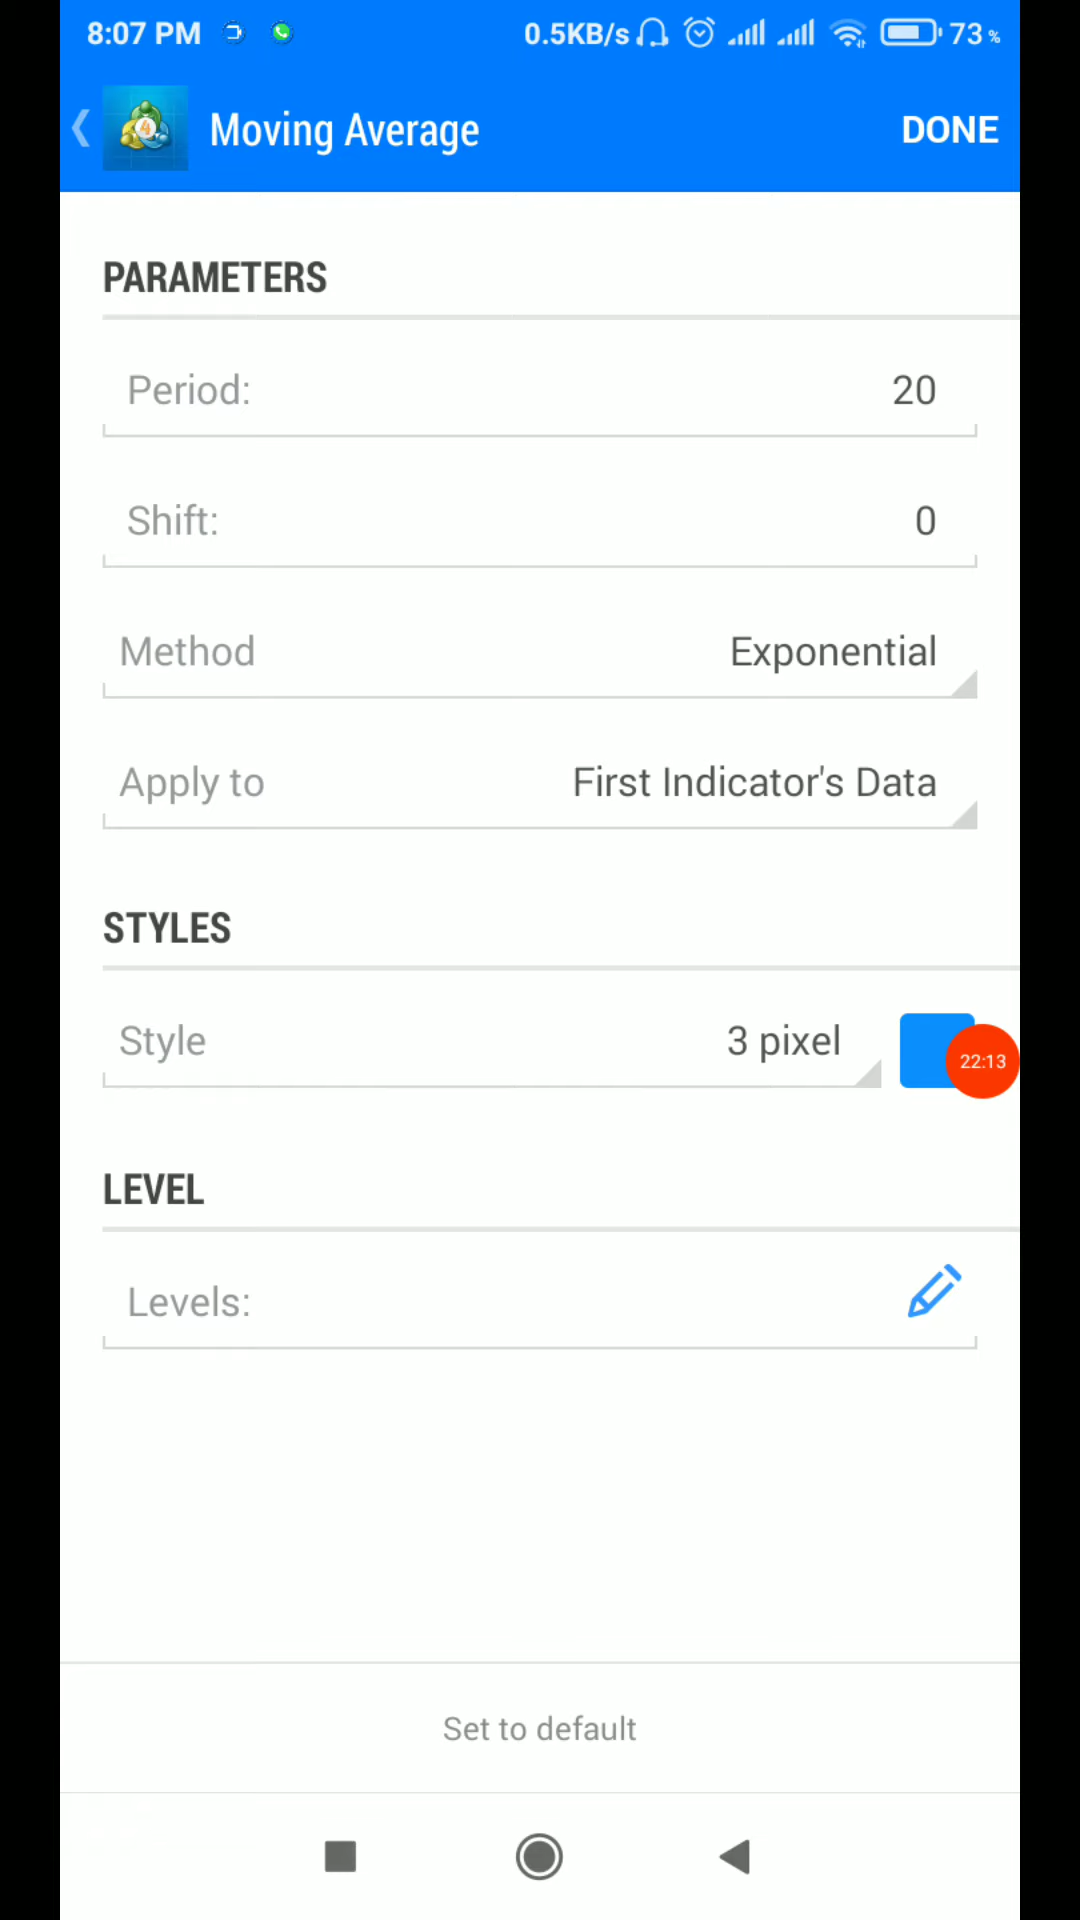 8:07 PM 0.5KB/s 73%
4 Moving Average DONE
PARAMETERS
Period: 20
Shift: 0
Method Exponential
Apply to First Indicator's Data
STYLES
Style 3 pixel
22:13
LEVEL
Levels:
Set to default